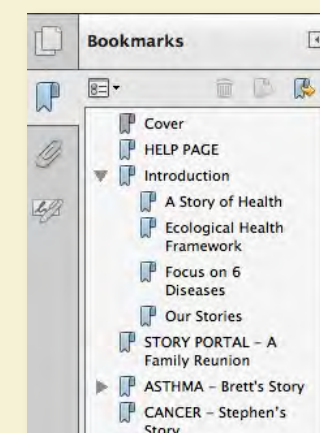 Bookmarks
Cover
HELP PAGE
Introduction
A Story of Health
Ecological Health
Framework
Focus on 6
Diseases
Our Stories
STORY PORTAL – A
Family Reunion
ASTHMA – Brett's Story
CANCER – Stephen's
Story